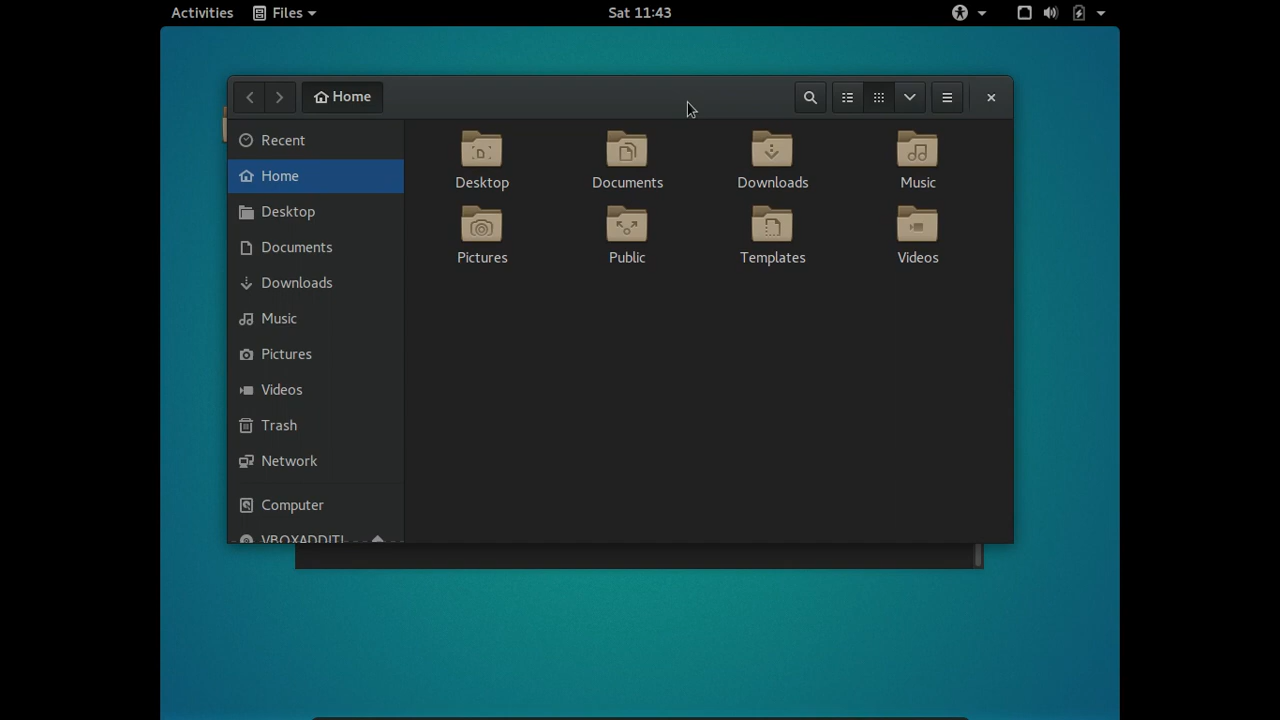 Activities Files Sat 11:43
Home
Recent
Home
Desktop
Documents
Downloads
Music
Pictures
Videos
Trash
Network
Computer
VBOXADDITI
Desktop Documents Downloads Music
Pictures Public Templates Videos